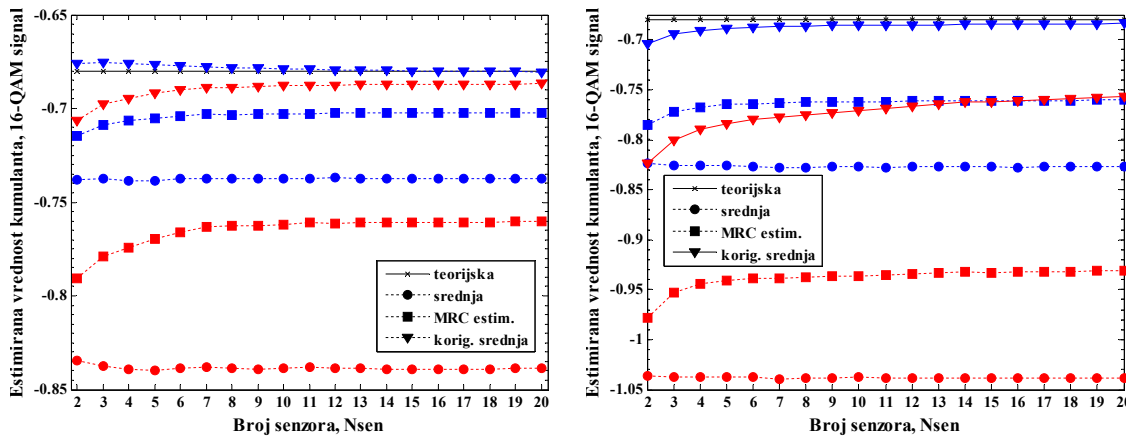 Estimirana vrednost kumulanta, 16-QAM signal
-0.65
-0.7
-0.75
-0.8
-0.85
2 3 4 5 6 7 8 9 10 11 12 13 14 15 16 17 18 19 20
Broj senzora, Nsen
teorijska
srednja
MRC estim.
korig. srednja
Estimirana vrednost kumulanta, 16-QAM signal
-0.7
-0.75
-0.8
-0.85
-0.9
-0.95
-1
-1.05
2 3 4 5 6 7 8 9 10 11 12 13 14 15 16 17 18 19 20
Broj senzora, Nsen
teorijska
srednja
MRC estim.
korig. srednja